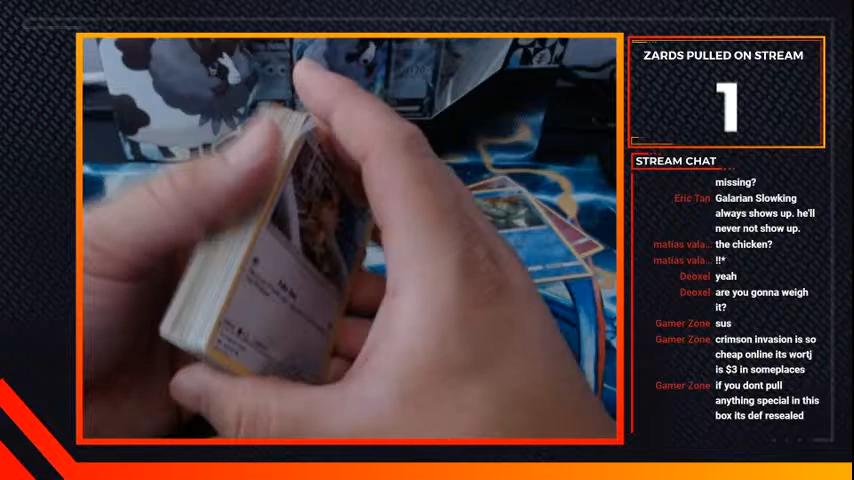 ZARDS PULLED ON STREAM
1
STREAM CHAT
missing?
Eric Tan Galarian Slowking
always shows up. he'll
never not show up.
matías vala... the chicken?
matías vala... !!*
Deoxel yeah
Deoxel are you gonna weigh
it?
Gamer Zone sus
Gamer Zone crimson invasion is so
cheap online its wortj
is $3 in someplaces
Gamer Zone if you dont pull
anything special in this
box its def resealed